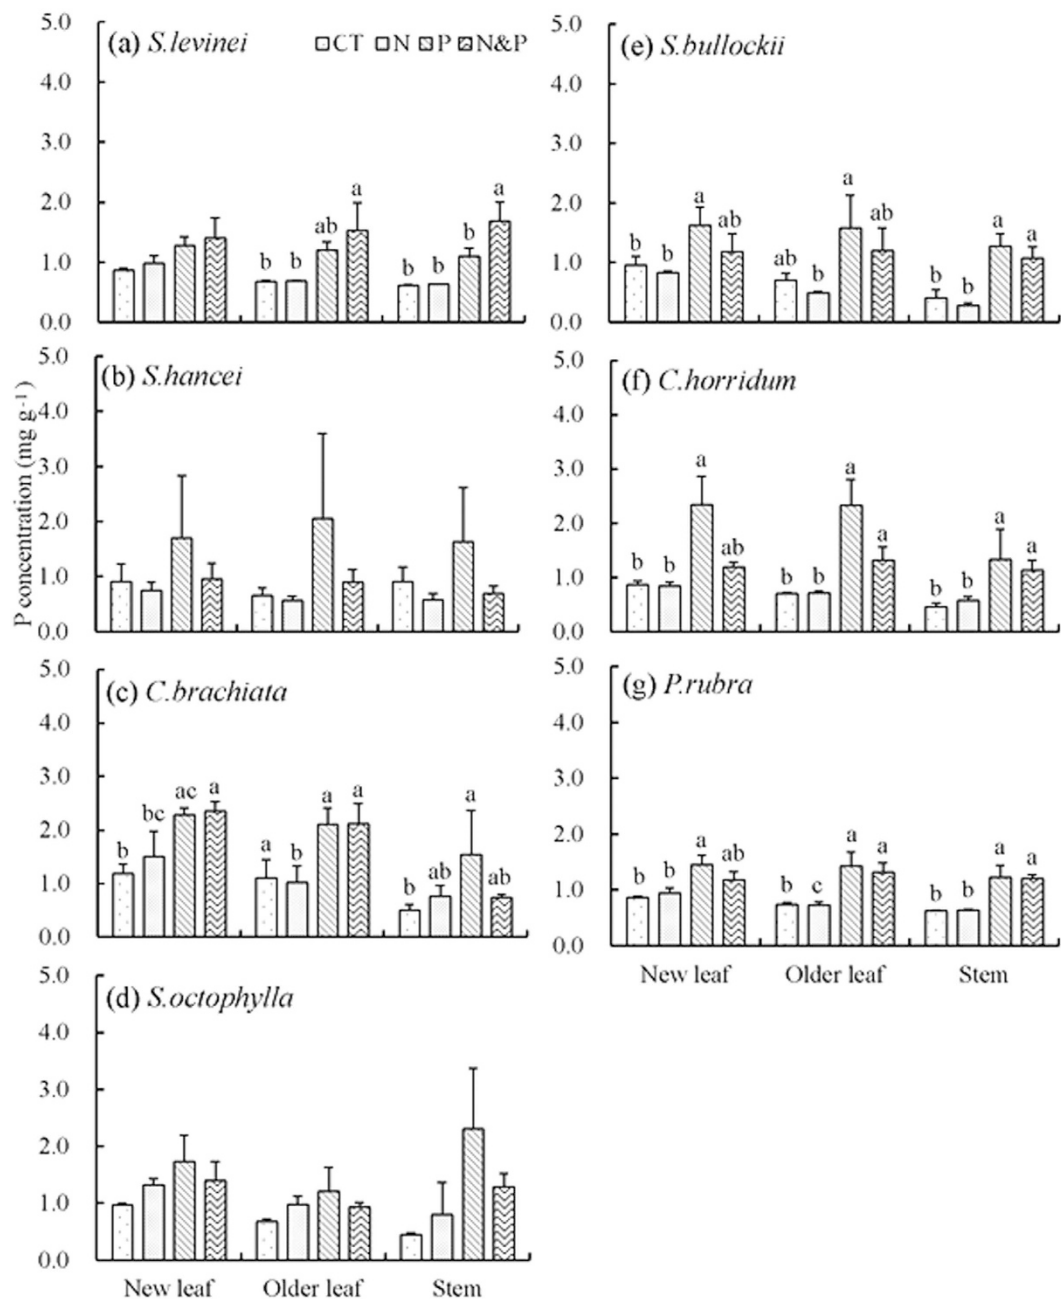 (a) S.levinei
CT N P N&P
5.0
4.0
3.0
2.0
1.0
0.0
b b ab a
b b b a
(e) S.bullockii
5.0
4.0
3.0
2.0
1.0
0.0
b b a ab
ab b a ab
b b a a
P concentration (mg g-1)
(b) S.hancei
5.0
4.0
3.0
2.0
1.0
0.0
(f) C.horridum
5.0
4.0
3.0
2.0
1.0
0.0
b b a ab
b b a a
b b a a
(c) C.brachiata
5.0
4.0
3.0
2.0
1.0
0.0
b bc ac a
a b a a
b ab a ab
(g) P.rubra
5.0
4.0
3.0
2.0
1.0
0.0
b b a ab
b c a a
b b a a
New leaf Older leaf Stem
(d) S.octophylla
5.0
4.0
3.0
2.0
1.0
0.0
New leaf Older leaf Stem